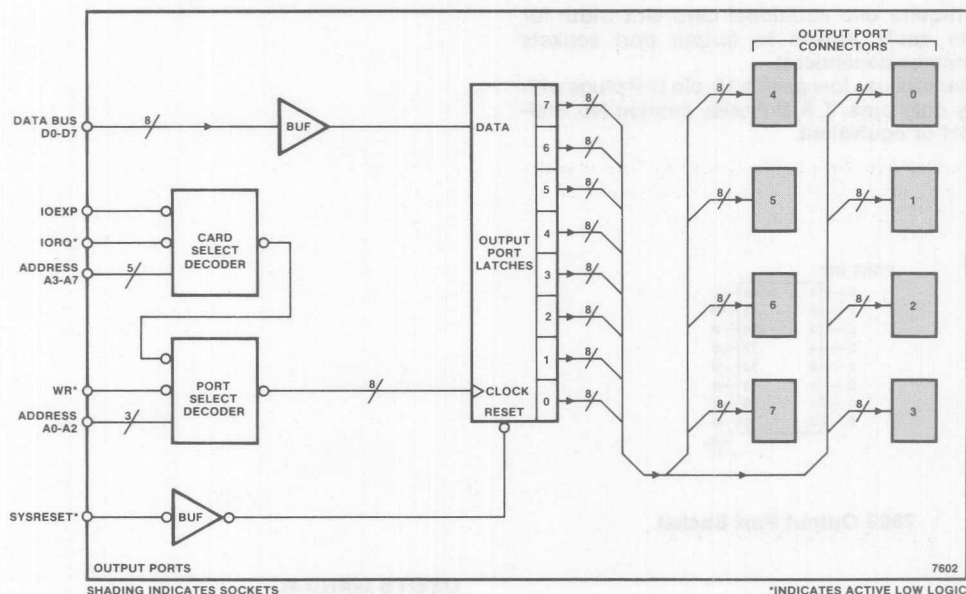 OUTPUT PORT
CONNECTORS
DATA BUS
D0-D7
8
BUF
DATA
7
8
6
8
5
8
4
8
3
8
2
8
1
8
0
8
OUTPUT
PORT
LATCHES
CLOCK
RESET
8
4
8
0
8
5
8
1
8
6
8
2
8
7
8
3
IOEXP
IORQ*
ADDRESS
A3-A7
5
CARD
SELECT
DECODER
WR*
ADDRESS
A0-A2
3
PORT
SELECT
DECODER
8
SYSRESET*
BUF
OUTPUT PORTS
7602
SHADING INDICATES SOCKETS
*INDICATES ACTIVE LOW LOGIC